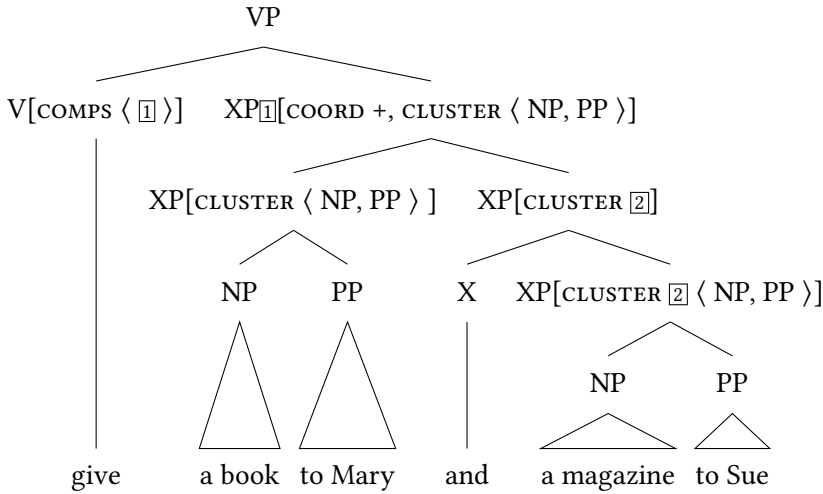 VP
V[COMPS ⟨ 1 ⟩] XP1[COORD +, CLUSTER ⟨ NP, PP ⟩]
XP[CLUSTER ⟨ NP, PP ⟩ ] XP[CLUSTER 2]
NP PP X XP[CLUSTER 2 ⟨ NP, PP ⟩]
NP PP
give a book to Mary and a magazine to Sue